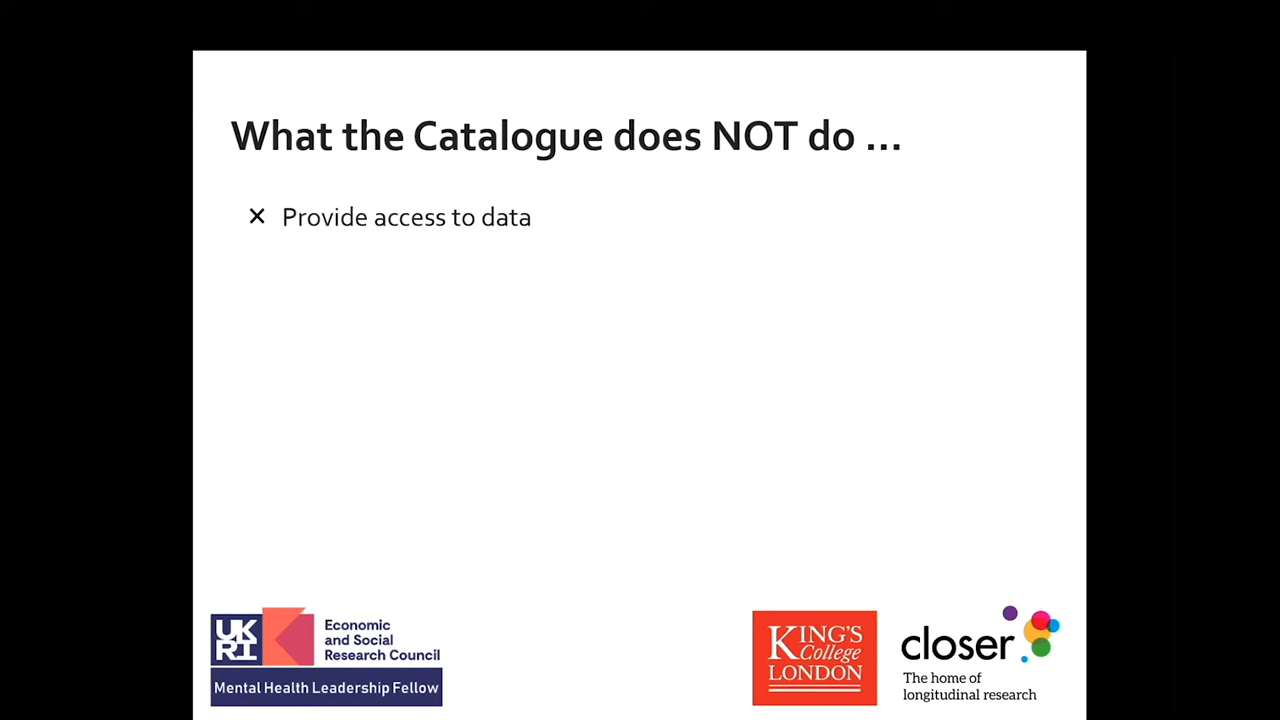 What the Catalogue does NOT do ...
× Provide access to data
UK
RI
Economic
and Social
Research Council
Mental Health Leadership Fellow
KING'S
College
LONDON
closer
The home of
longitudinal research